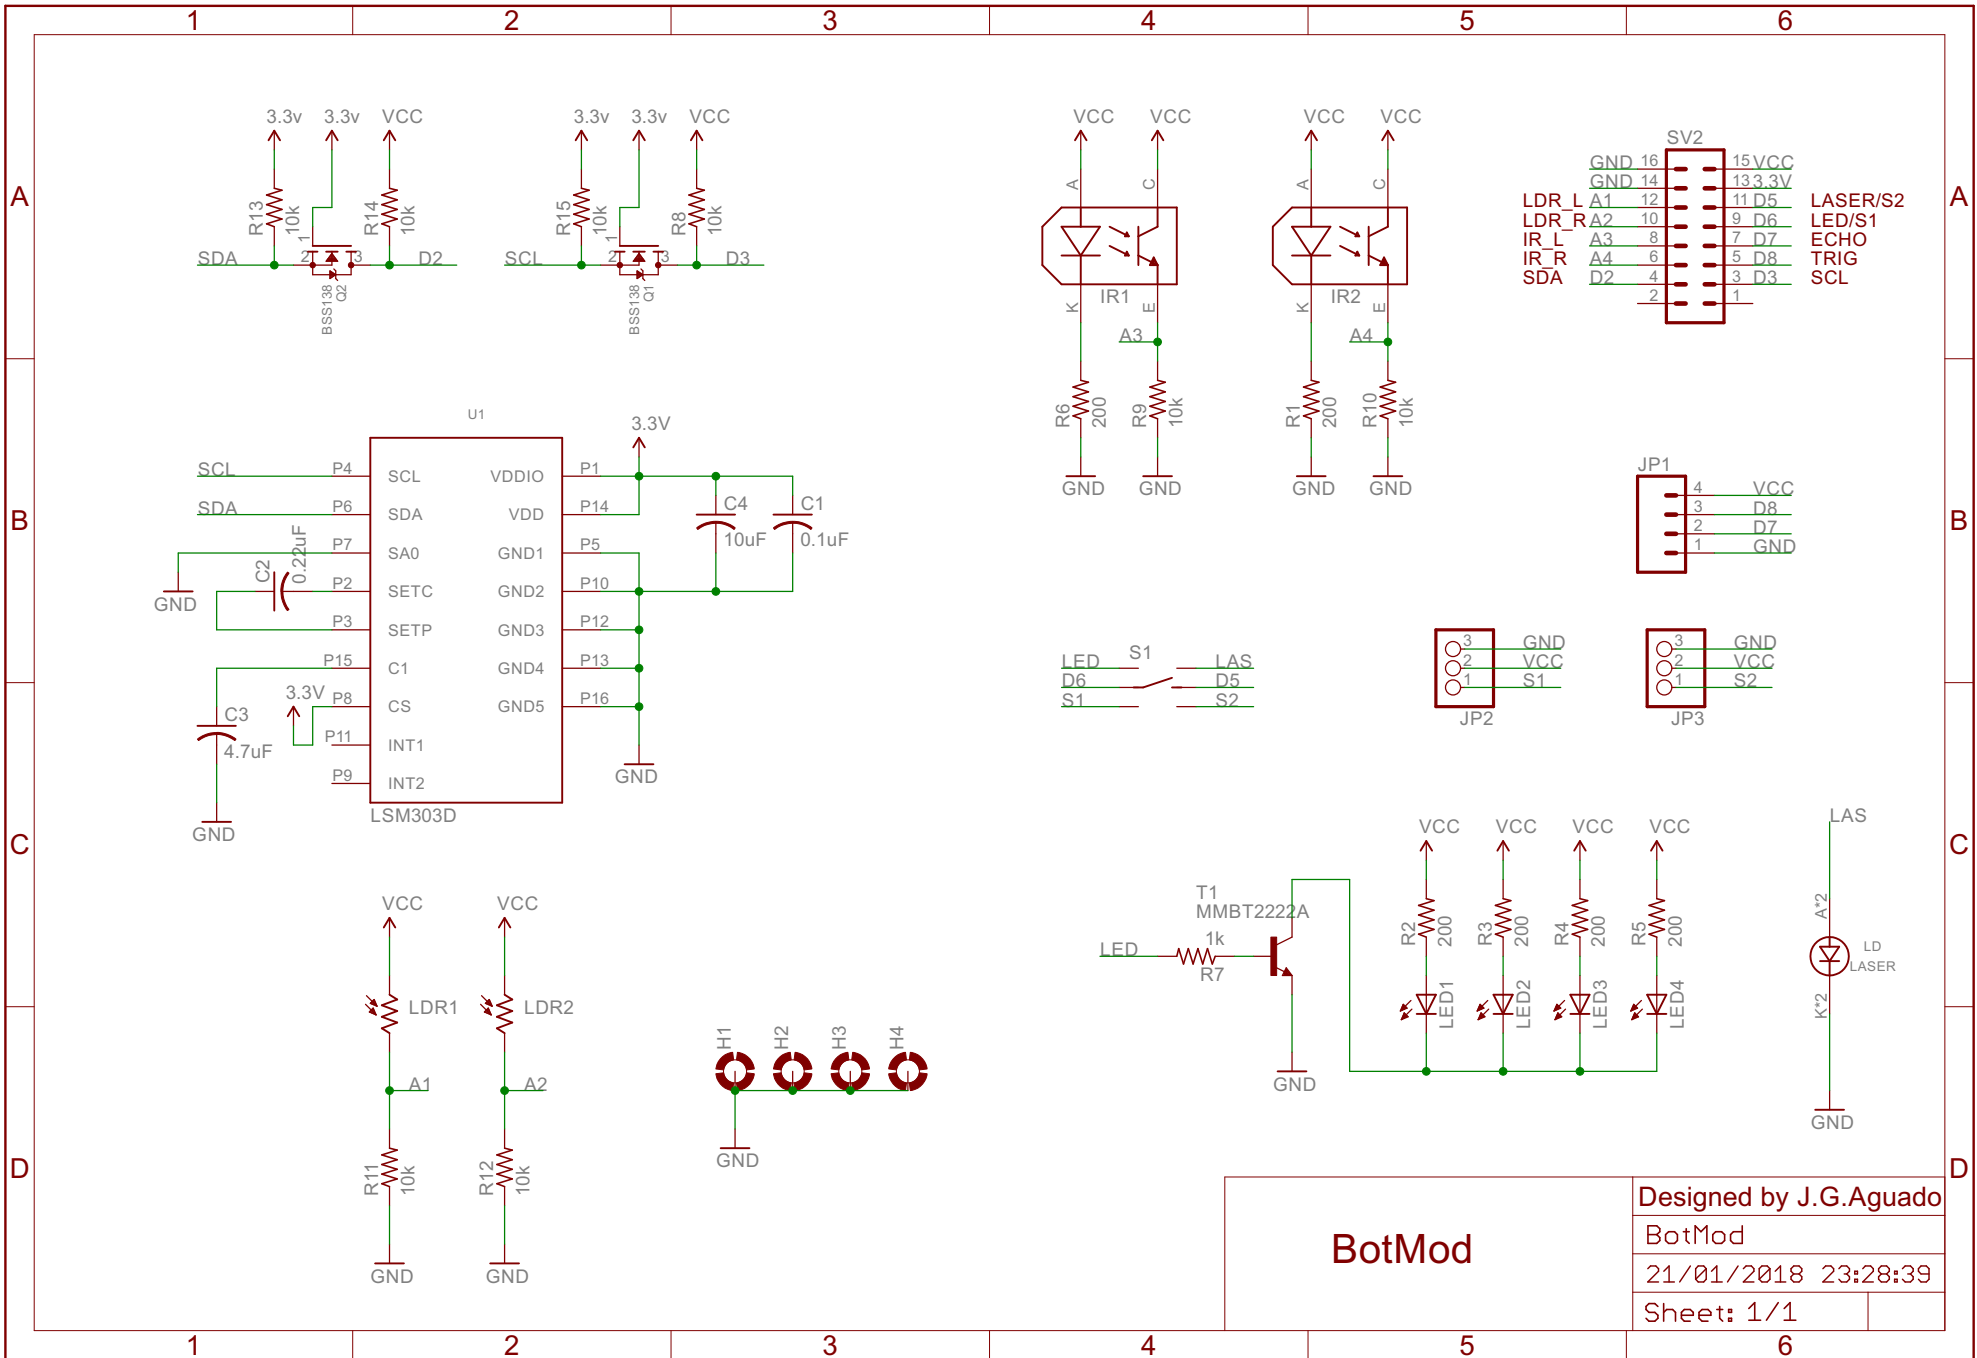 1 2 3 4 5 6
A A
B B
C C
D D
3.3v 3.3v VCC
R13 10k
R14 10k
1
SDA 2 3 D2
BSS138
Q2
3.3v 3.3v VCC
R15 10k
R8 10k
1
SCL 2 3 D3
BSS138
Q1
VCC VCC
A C
IR1
K E
A3
R6 200
R9 10k
GND GND
VCC VCC
A C
IR2
K E
A4
R1 200
R10 10k
GND GND
SV2
GND 16 15 VCC
GND 14 13 3.3V
LDR_L A1 12 11 D5 LASER/S2
LDR_R A2 10 9 D6 LED/S1
IR_L A3 8 7 D7 ECHO
IR_R A4 6 5 D8 TRIG
SDA D2 4 3 D3 SCL
2 1
U1
3.3V
SCL P4 SCL VDDIO P1
SDA P6 SDA VDD P14
P7 SA0 GND1 P5
P2 SETC GND2 P10
P3 SETP GND3 P12
P15 C1 GND4 P13
3.3V P8 CS GND5 P16
P11 INT1
P9 INT2
LSM303D
C2 0.22uF
GND
C3
4.7uF
GND
C4
10uF
C1
0.1uF
GND
JP1
4 VCC
3 D8
2 D7
1 GND
S1
LED LAS
D6 D5
S1 S2
3 GND
2 VCC
1 S1
JP2
3 GND
2 VCC
1 S2
JP3
VCC VCC
LDR1 LDR2
A1 A2
R11 10k
R12 10k
GND GND
H1 H2 H3 H4
GND
T1
MMBT2222A
LED 1k
R7
GND
VCC VCC VCC VCC
R2 200
R3 200
R4 200
R5 200
LED1 LED2 LED3 LED4
LAS
A*2
LD
LASER
K*2
GND
BotMod
Designed by J.G.Aguado
BotMod
21/01/2018 23:28:39
Sheet: 1/1
1 2 3 4 5 6